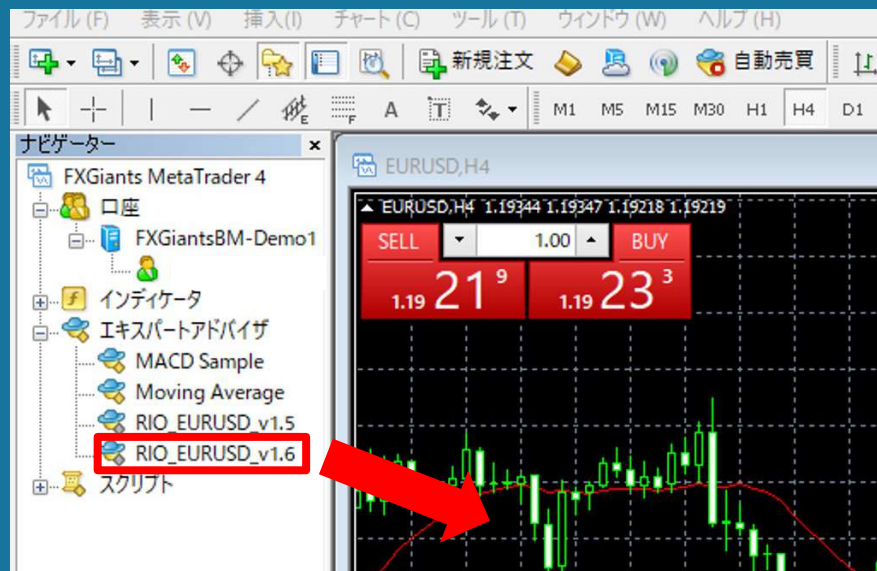 ファイル (F) 表示 (V) 挿入(I) チャート (C) ツール (T) ウィンドウ (W) ヘルプ (H)
新規注文 自動売買
E F A T M1 M5 M15 M30 H1 H4 D1
ナビゲーター x
FXGiants MetaTrader 4
口座
FXGiantsBM-Demo1
インディケータ
エキスパートアドバイザ
MACD Sample
Moving Average
RIO_EURUSD_v1.5
RIO_EURUSD_v1.6
スクリプト
EURUSD,H4
EURUSD,H4 1.19344 1.19347 1.19218 1.19219
SELL 1.00 BUY
1.19 21 9 1.19 23 3